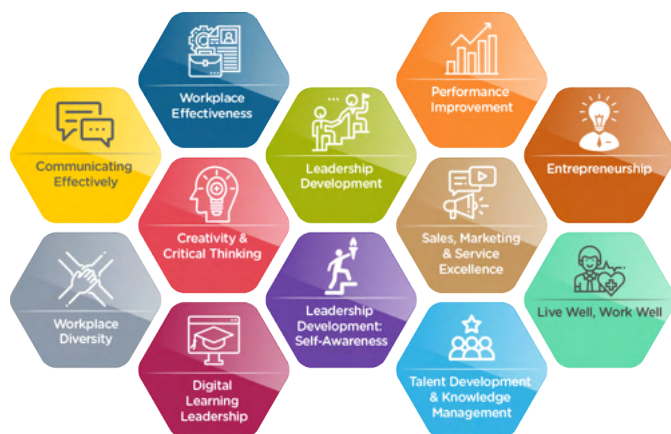 Workplace
Effectiveness
Performance
Improvement
Communicating
Effectively
Leadership
Development
Entrepreneurship
Creativity &
Critical Thinking
Sales, Marketing
& Service
Excellence
Workplace
Diversity
Leadership
Development:
Self-Awareness
Live Well, Work Well
Digital
Learning
Leadership
Talent Development
& Knowledge
Management